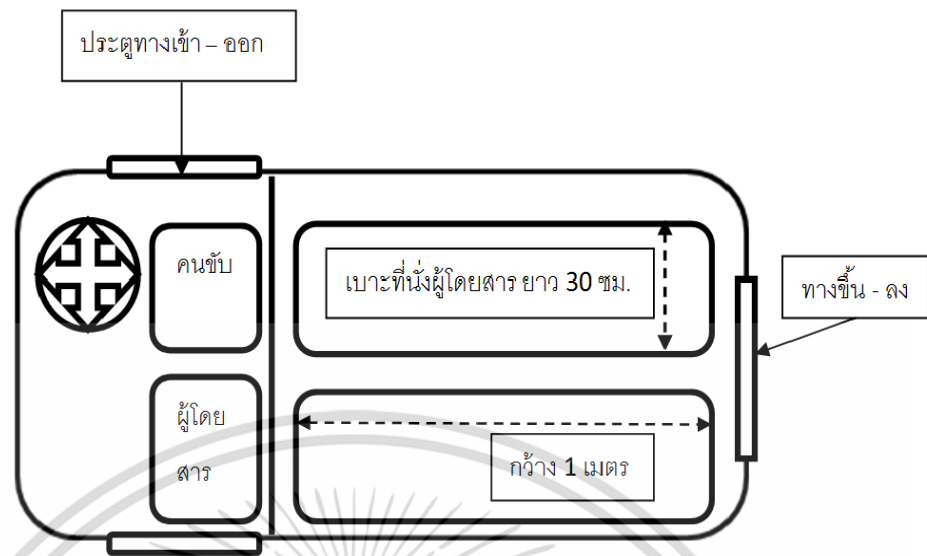 ประตูทางเข้า – ออก
คนขับ
เบาะที่นั่งผู้โดยสาร ยาว 30 ซม.
ทางขึ้น - ลง
ผู้โดย
สาร
กว้าง 1 เมตร